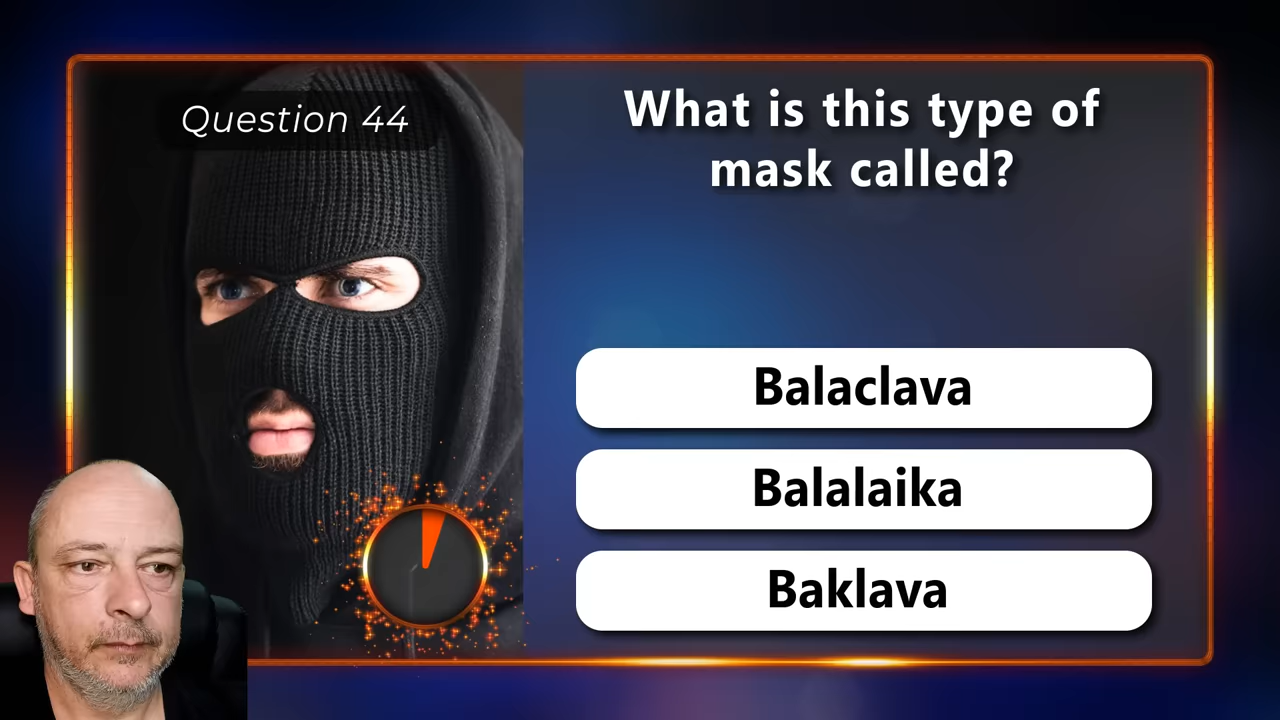 Question 44
What is this type of
mask called?
Balaclava
Balalaika
Baklava